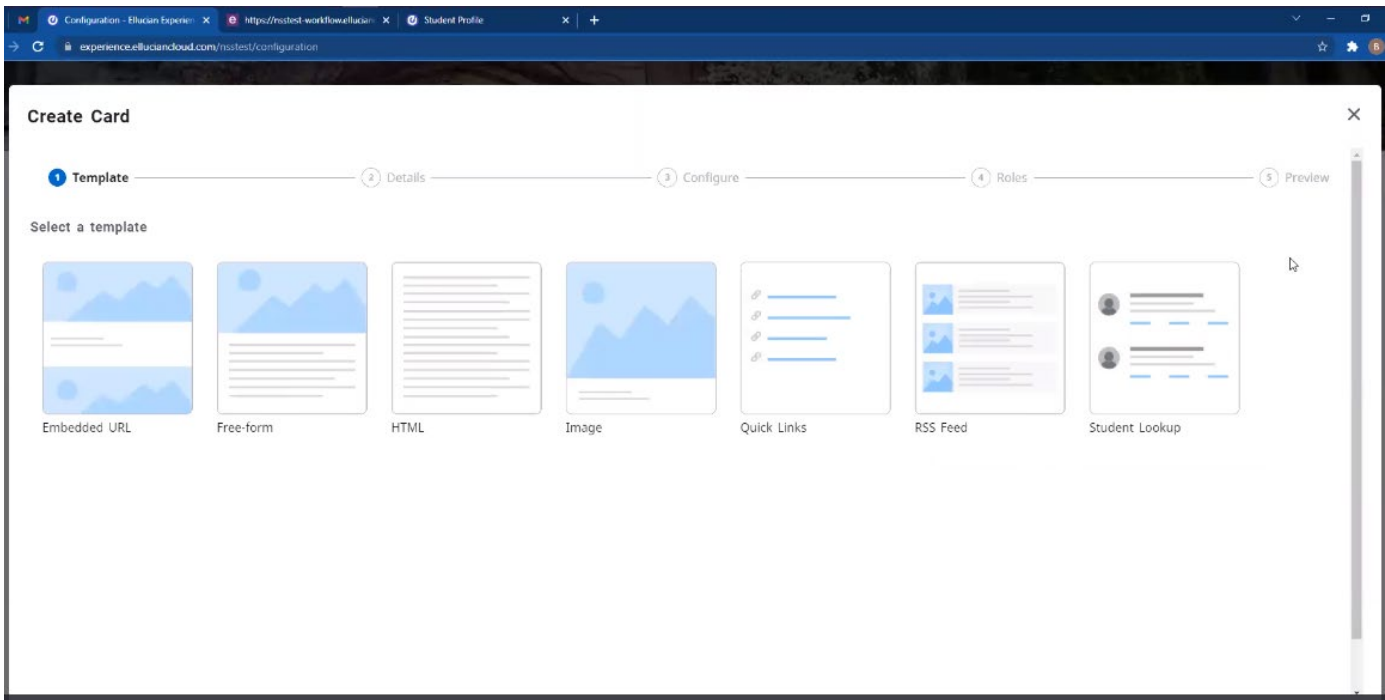 Configuration - Ellucian Experien
https://nsstest-workflow.ellucian
Student Profile
experience.elluciancloud.com/nsstest/configuration
B
Create Card
1 Template
2 Details
3 Configure
4 Roles
5 Preview
Select a template
Embedded URL
Free-form
HTML
Image
Quick Links
RSS Feed
Student Lookup